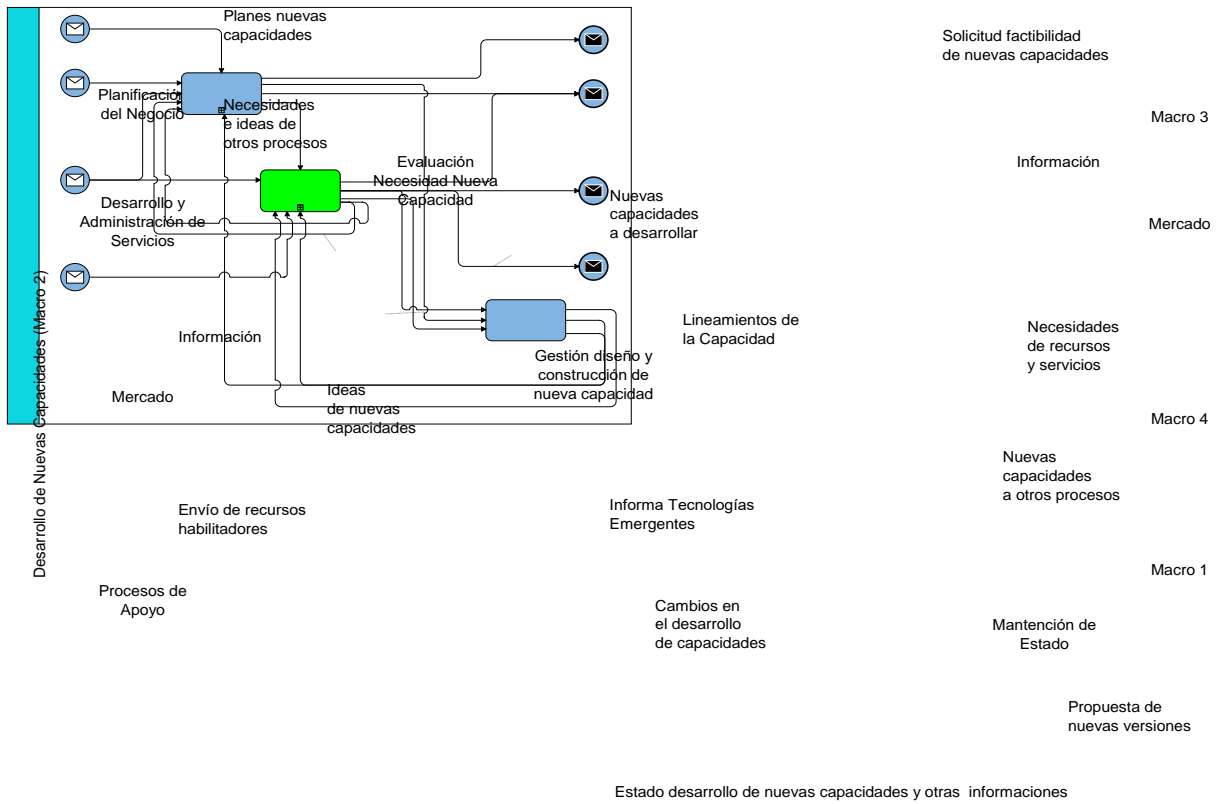 Planes nuevas
capacidades
Solicitud factibilidad
de nuevas capacidades
Planificación
del Negocio
Necesidades
e ideas de
otros procesos
Macro 3
Evaluación
Necesidad Nueva
Capacidad
Información
Desarrollo y
Administración de
Servicios
Nuevas
capacidades
a desarrollar
Mercado
Desarrollo de Nuevas Capacidades (Macro 2)
Información
Lineamientos de
la Capacidad
Necesidades
de recursos
y servicios
Gestión diseño y
construcción de
nueva capacidad
Mercado
Ideas
de nuevas
capacidades
Macro 4
Nuevas
capacidades
a otros procesos
Envío de recursos
habilitadores
Informa Tecnologías
Emergentes
Macro 1
Procesos de
Apoyo
Cambios en
el desarrollo
de capacidades
Mantención de
Estado
Propuesta de
nuevas versiones
Estado desarrollo de nuevas capacidades y otras  informaciones